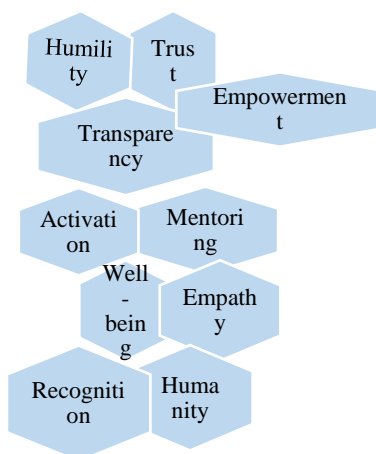 Humili
ty
Trus
t
Empowermen
t
Transpare
ncy
Activati
on
Mentori
ng
Well
-
bein
g
Empath
y
Recogniti
on
Huma
nity